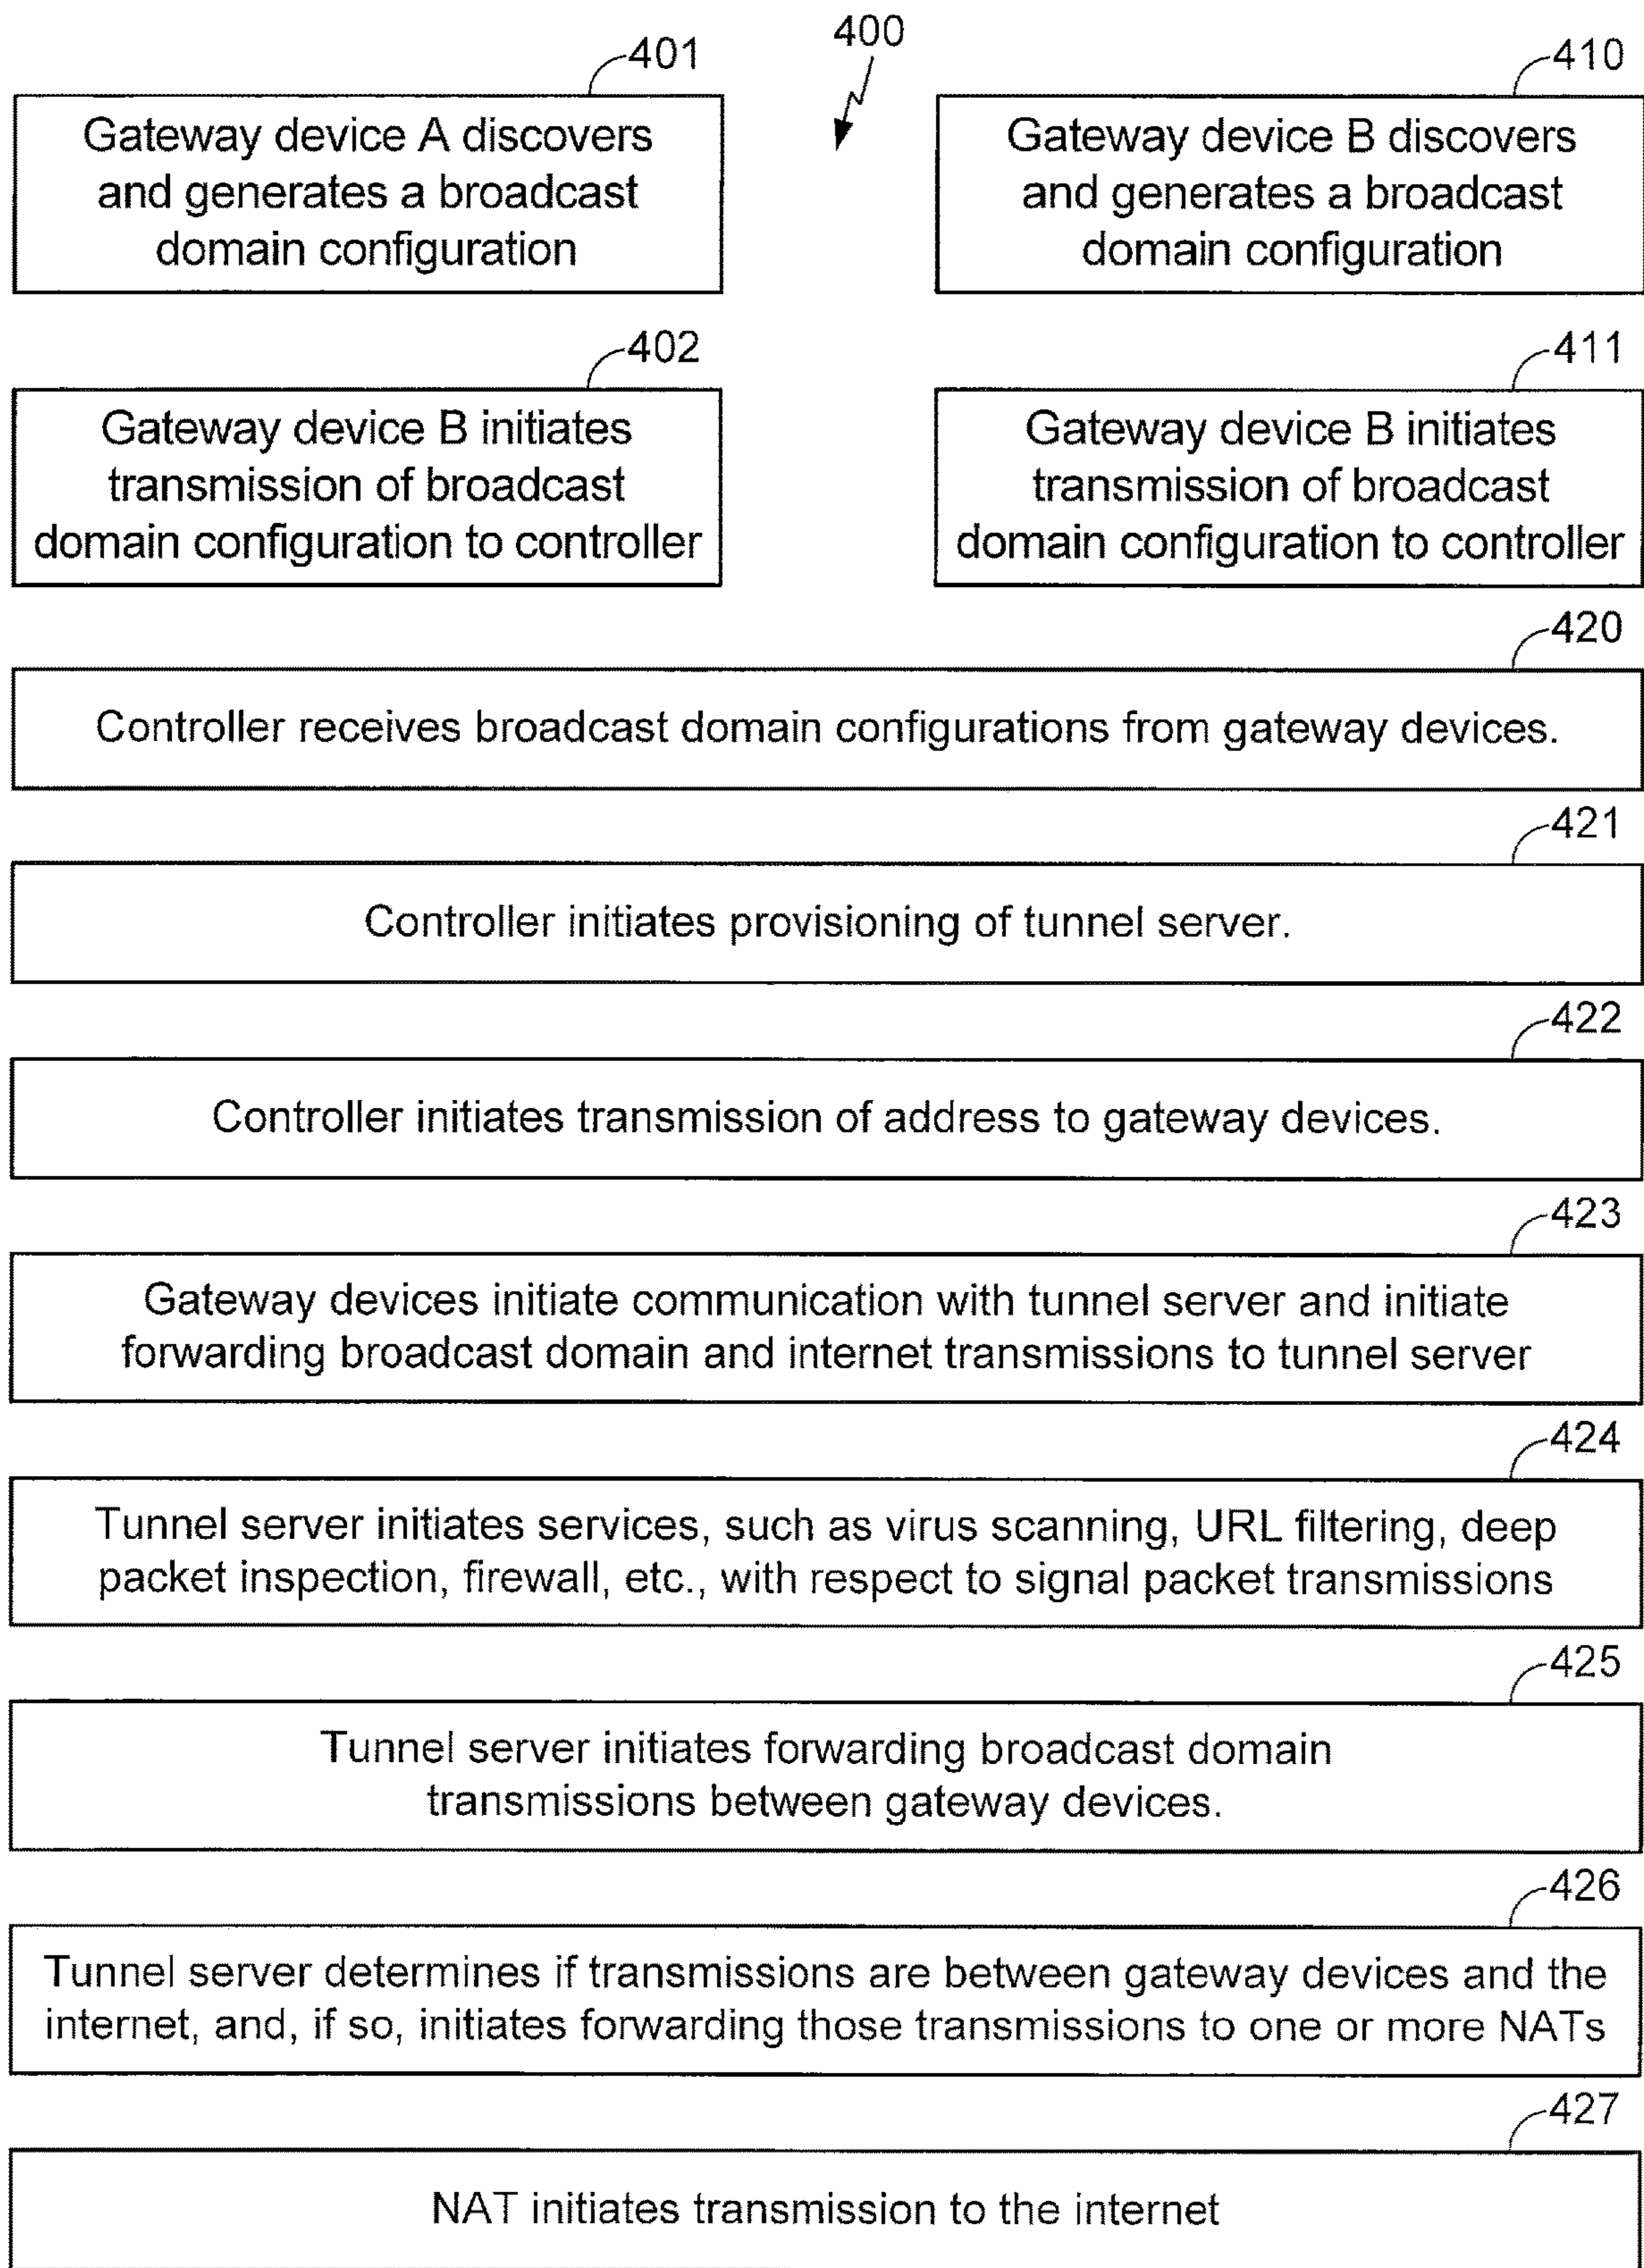 400
401
Gateway device A discovers
and generates a broadcast
domain configuration
410
Gateway device B discovers
and generates a broadcast
domain configuration
402
Gateway device B initiates
transmission of broadcast
domain configuration to controller
411
Gateway device B initiates
transmission of broadcast
domain configuration to controller
420
Controller receives broadcast domain configurations from gateway devices.
421
Controller initiates provisioning of tunnel server.
422
Controller initiates transmission of address to gateway devices.
423
Gateway devices initiate communication with tunnel server and initiate
forwarding broadcast domain and internet transmissions to tunnel server
424
Tunnel server initiates services, such as virus scanning, URL filtering, deep
packet inspection, firewall, etc., with respect to signal packet transmissions
425
Tunnel server initiates forwarding broadcast domain
transmissions between gateway devices.
426
Tunnel server determines if transmissions are between gateway devices and the
internet, and, if so, initiates forwarding those transmissions to one or more NATs
427
NAT initiates transmission to the internet